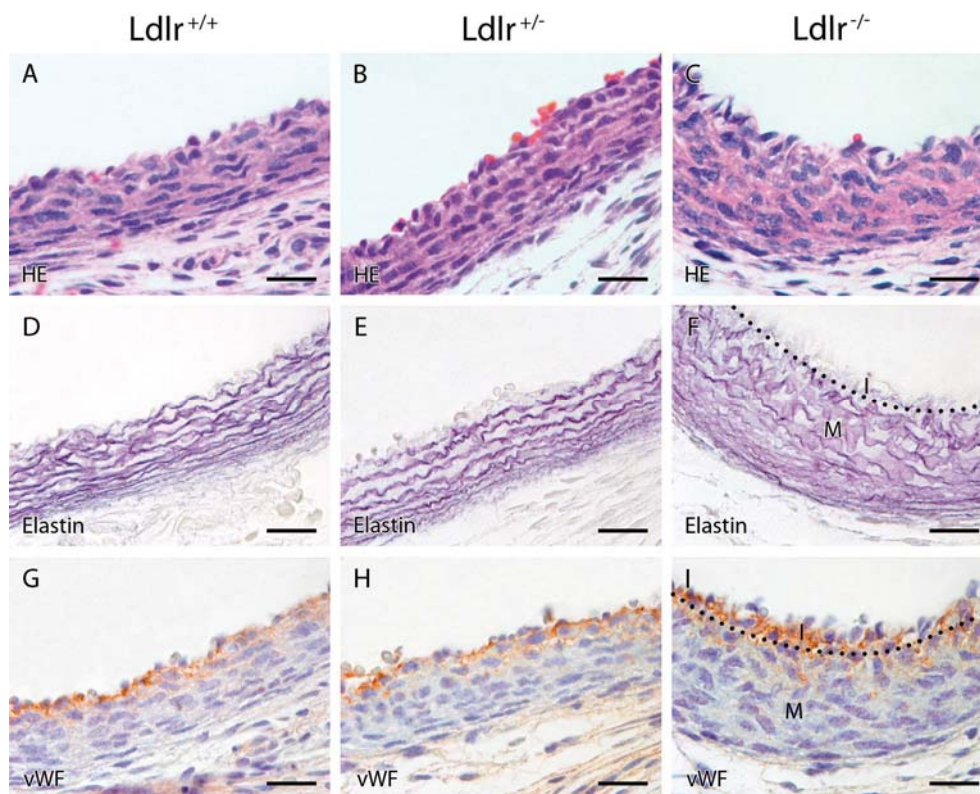 Ldlr+/+ Ldlr+/- Ldlr-/-
A B C
HE HE HE
D E F
I
M
Elastin Elastin Elastin
G H I
I
M
vWF vWF vWF